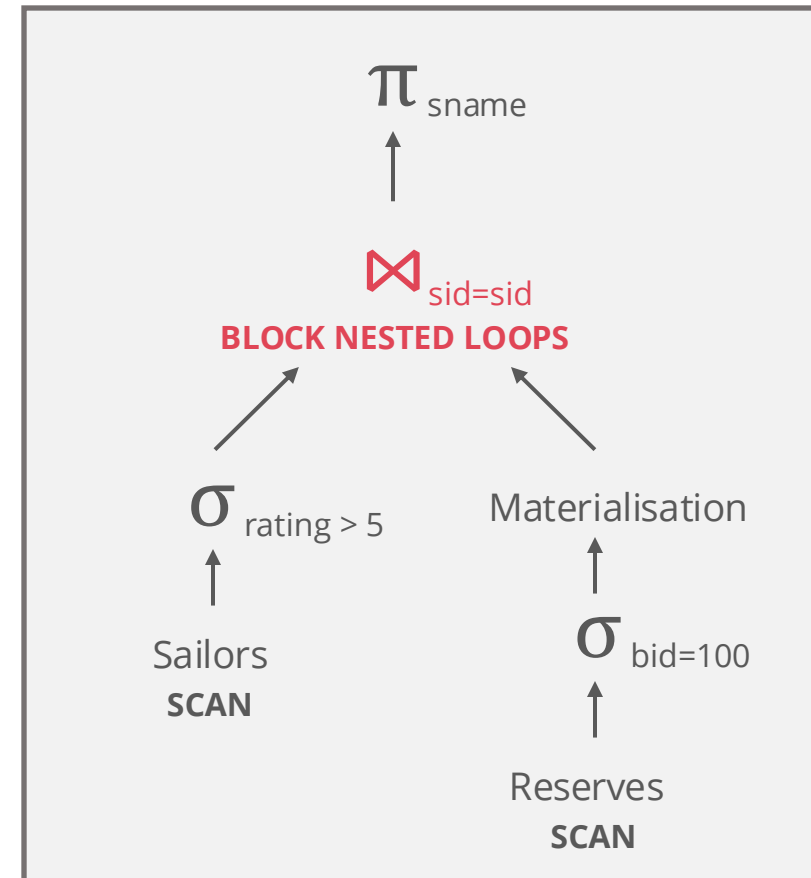 π sname
⋈ sid=sid
BLOCK NESTED LOOPS
σ rating > 5
Materialisation
σ bid=100
Sailors
SCAN
Reserves
SCAN